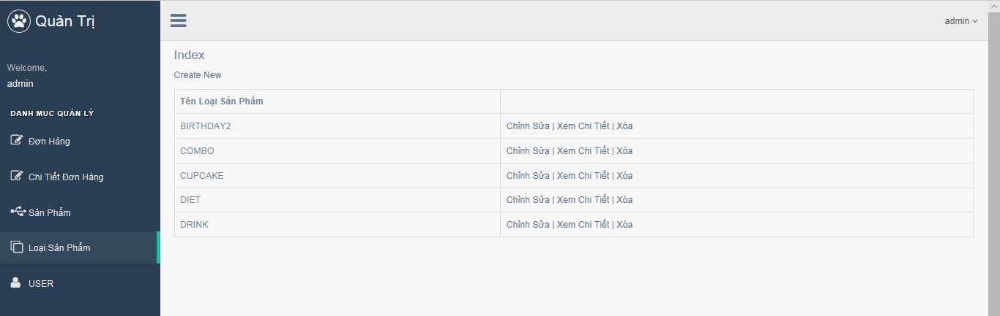 Quản Trị
admin
Welcome,
admin
DANH MỤC QUẢN LÝ
Đơn Hàng
Chi Tiết Đơn Hàng
Sản Phẩm
Loại Sản Phẩm
USER
Index
Create New
Tên Loại Sản Phẩm
BIRTHDAY2 Chỉnh Sửa | Xem Chi Tiết | Xóa
COMBO Chỉnh Sửa | Xem Chi Tiết | Xóa
CUPCAKE Chỉnh Sửa | Xem Chi Tiết | Xóa
DIET Chỉnh Sửa | Xem Chi Tiết | Xóa
DRINK Chỉnh Sửa | Xem Chi Tiết | Xóa